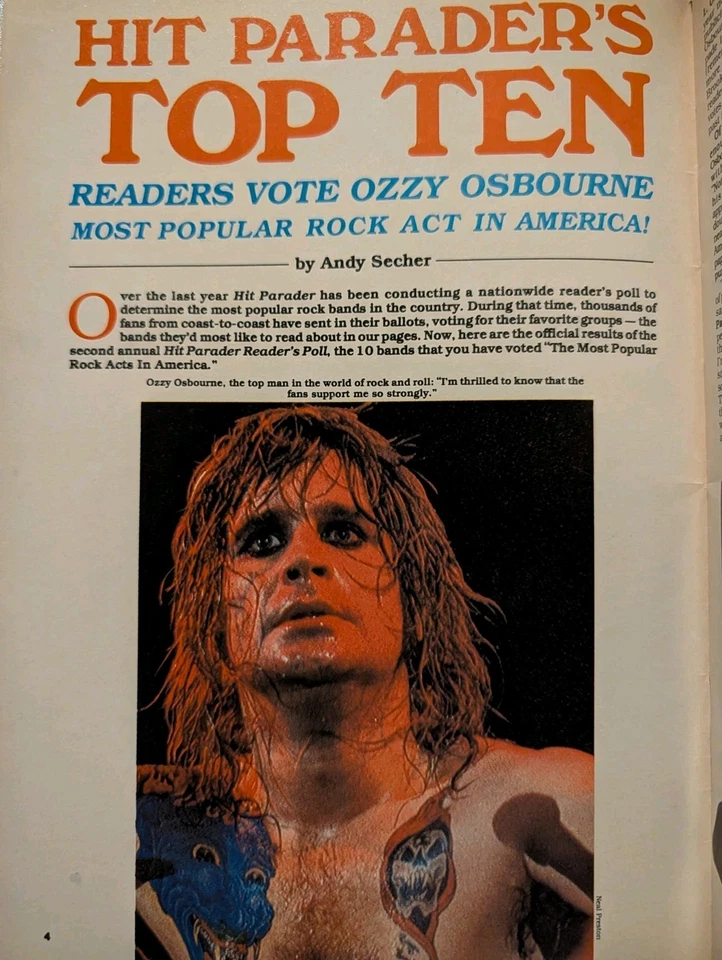 HIT PARADER'S
TOP TEN
READERS VOTE OZZY OSBOURNE
MOST POPULAR ROCK ACT IN AMERICA!
by Andy Secher
Over the last year Hit Parader has been conducting a nationwide reader's poll to
determine the most popular rock bands in the country. During that time, thousands of
fans from coast-to-coast have sent in their ballots, voting for their favorite groups — the
bands they'd most like to read about in our pages. Now, here are the official results of the
second annual Hit Parader Reader's Poll, the 10 bands that you have voted "The Most Popular
Rock Acts In America."
Ozzy Osbourne, the top man in the world of rock and roll: "I'm thrilled to know that the
fans support me so strongly."
Neal Preston
4